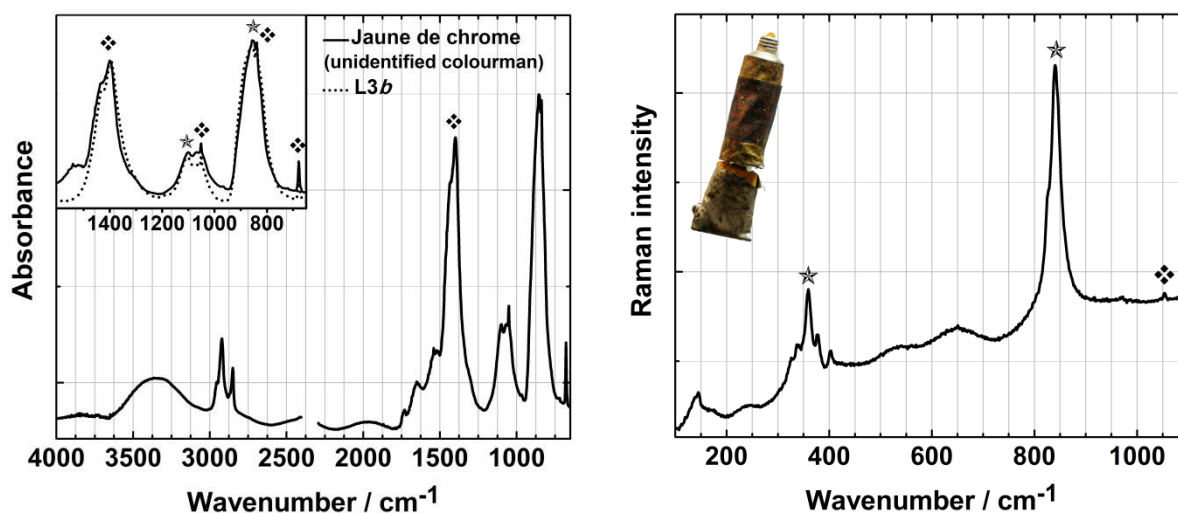 Absorbance
Jaune de chrome
(unidentified colourman)
L3b
1400 1200 1000 800
4000 3500 3000 2500 2000 1500 1000
Wavenumber / cm-1
Raman intensity
200 400 600 800 1000
Wavenumber / cm-1